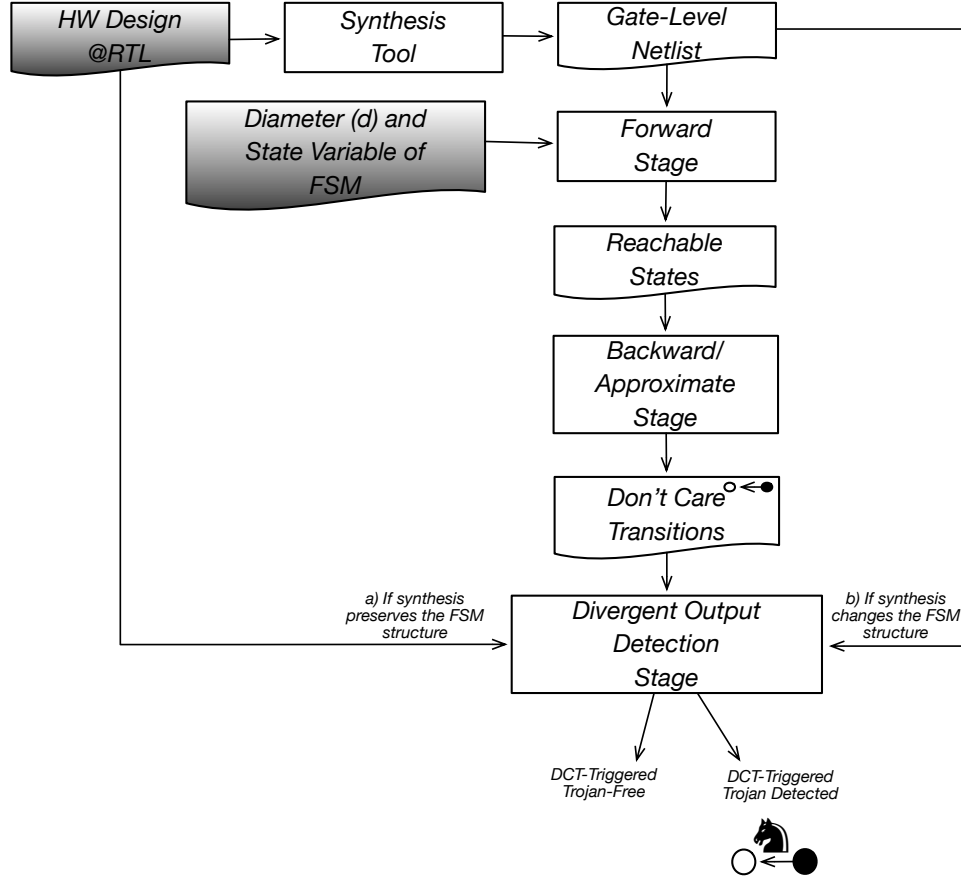 HW Design
@RTL
Synthesis
Tool
Gate-Level
Netlist
Diameter (d) and
State Variable of
FSM
Forward
Stage
Reachable
States
Backward/
Approximate
Stage
Don't Care
Transitions
a) If synthesis
preserves the FSM
structure
Divergent Output
Detection
Stage
b) If synthesis
changes the FSM
structure
DCT-Triggered
Trojan-Free
DCT-Triggered
Trojan Detected